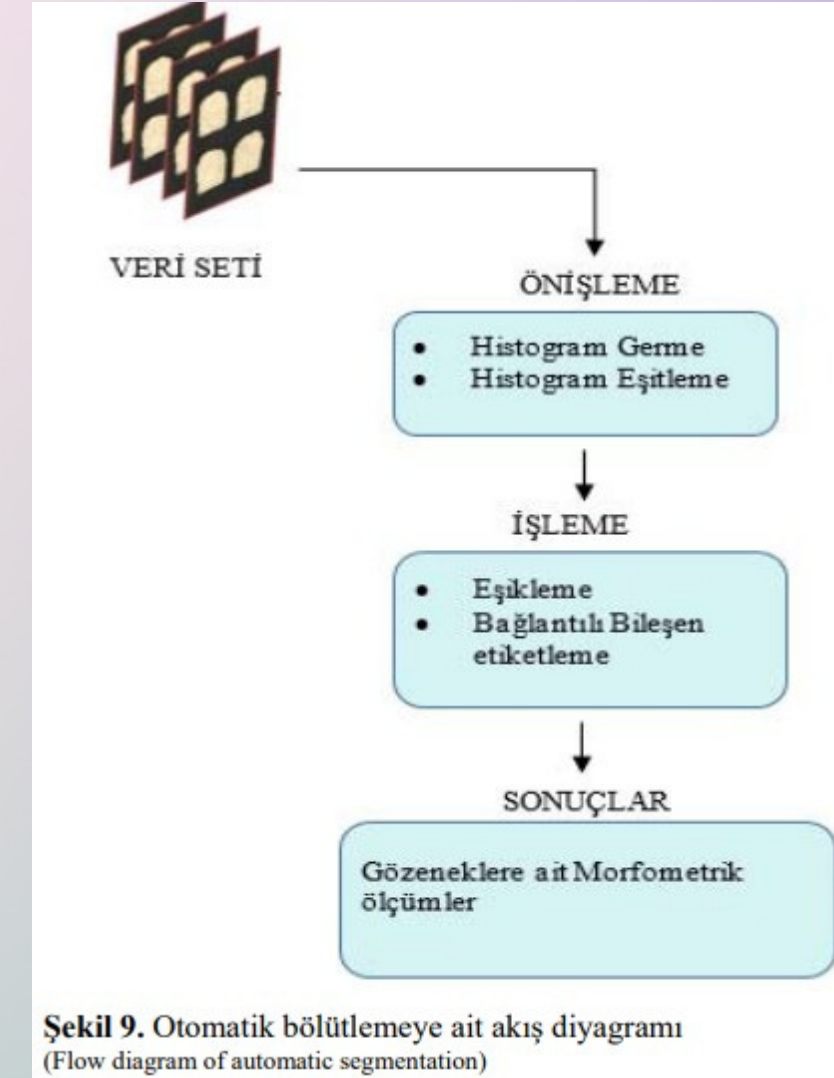 VERİ SETİ
ÖNİŞLEME
• Histogram Germe
• Histogram Eşitleme
İŞLEME
• Eşikleme
• Bağlantılı Bileşen
etiketleme
SONUÇLAR
Gözeneklere ait Morfometrik
ölçümler
Şekil 9. Otomatik bölütlemeye ait akış diyagramı
(Flow diagram of automatic segmentation)